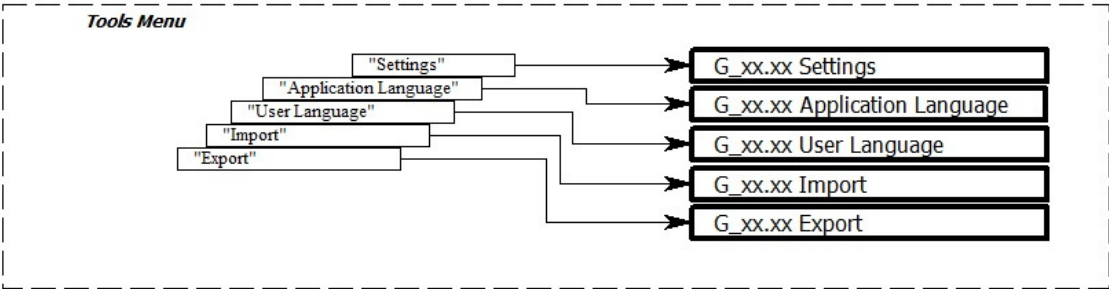 Tools Menu
"Settings"
G_xx.xx Settings
"Application Language"
G_xx.xx Application Language
"User Language"
G_xx.xx User Language
"Import"
G_xx.xx Import
"Export"
G_xx.xx Export